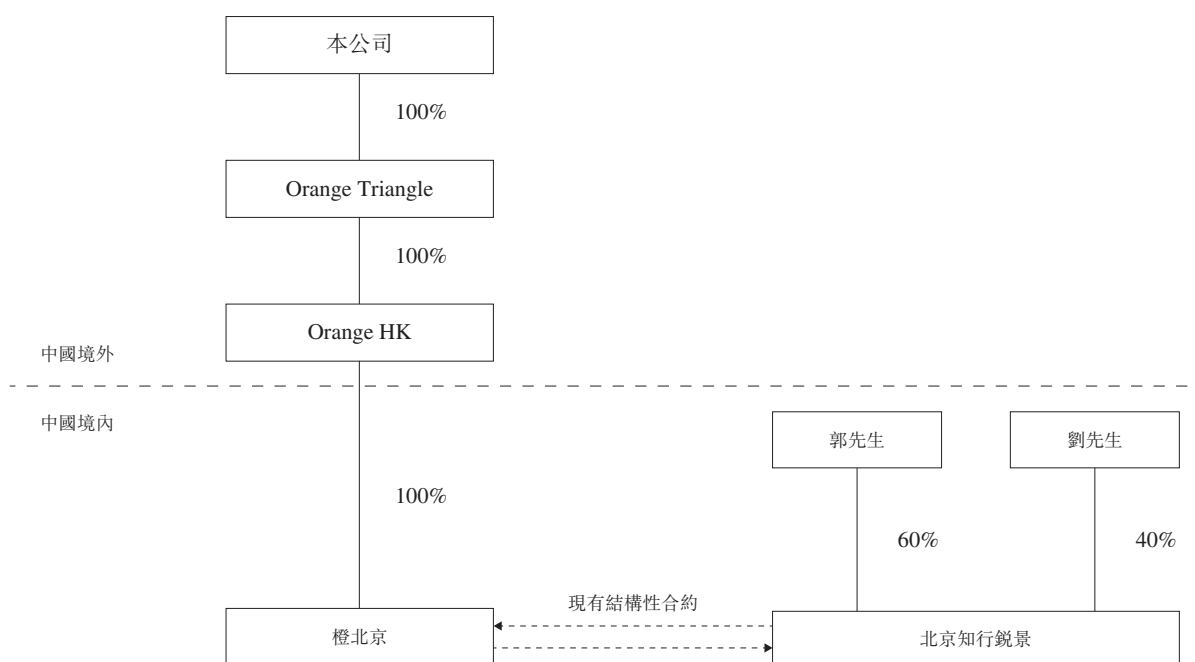 本公司
100%
Orange Triangle
100%
Orange HK
中國境外
中國境內
郭先生
劉先生
100%
60%
40%
現有結構性合約
橙北京
北京知行鋭景